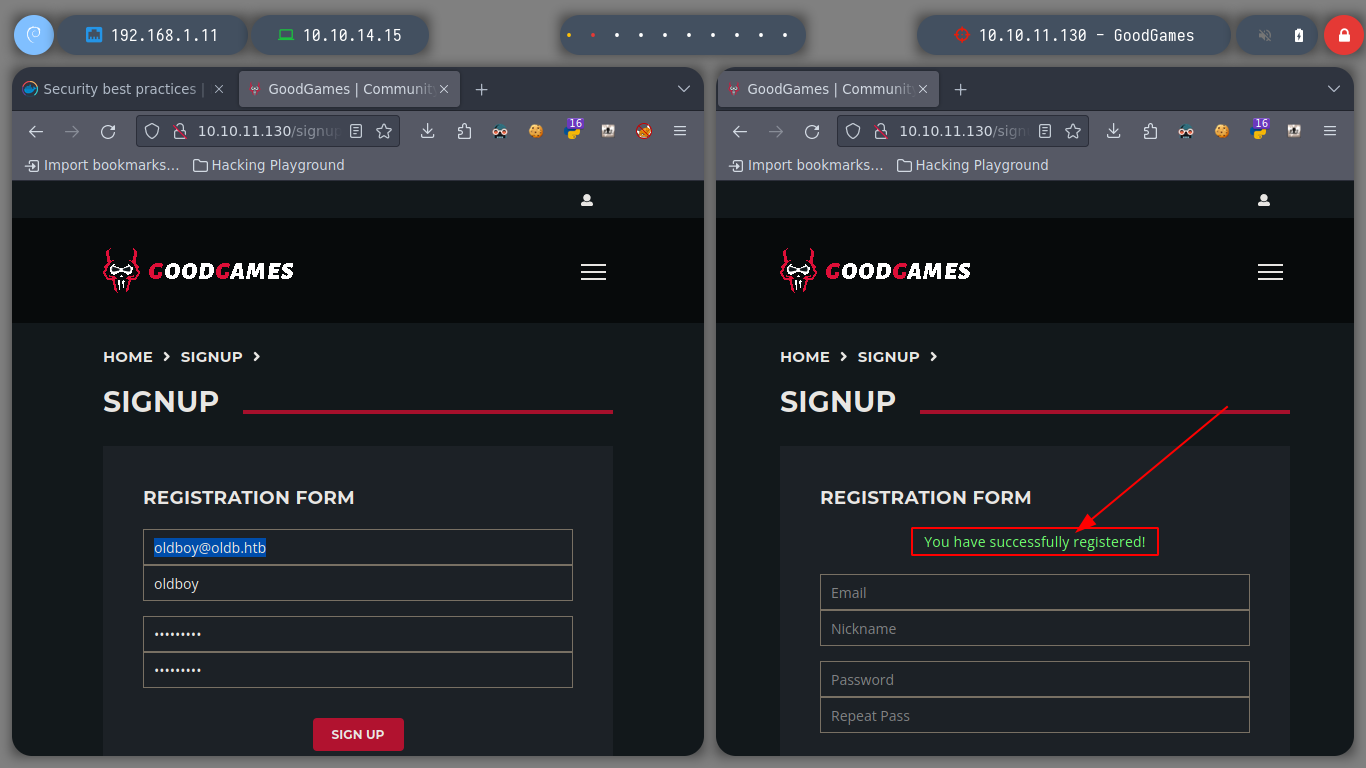 192.168.1.11 10.10.14.15 10.10.11.130 - GoodGames
Security best practices |
GoodGames | Community
10.10.11.130/signup
16
Import bookmarks...
Hacking Playground
GOODGAMES
HOME > SIGNUP >
SIGNUP
REGISTRATION FORM
oldboy@oldb.htb
oldboy
•••••••••
•••••••••
SIGN UP
GoodGames | Community
10.10.11.130/sign
16
Import bookmarks...
Hacking Playground
GOODGAMES
HOME > SIGNUP >
SIGNUP
REGISTRATION FORM
You have successfully registered!
Email
Nickname
Password
Repeat Pass